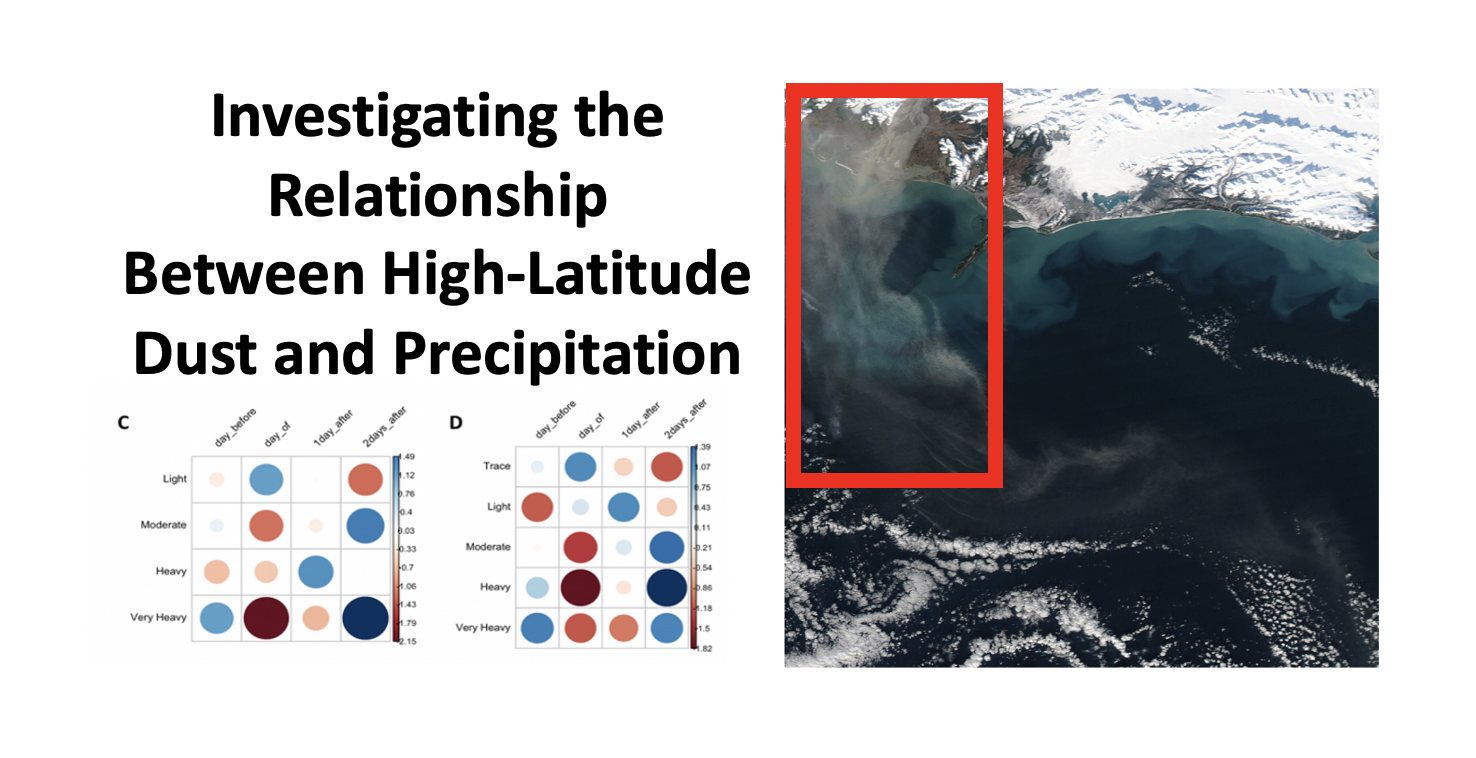 Investigating the
Relationship
Between High-Latitude
Dust and Precipitation
C
day_before
day_of
1day_after
2days_after
Light
Moderate
Heavy
Very Heavy
1.49
1.12
0.76
0.4
0.03
-0.33
-0.7
-1.06
-1.43
-1.79
-2.15
D
day_before
day_of
1day_after
2days_after
Trace
Light
Moderate
Heavy
Very Heavy
1.39
1.07
0.75
0.43
0.11
-0.21
-0.54
-0.86
-1.18
-1.5
-1.82